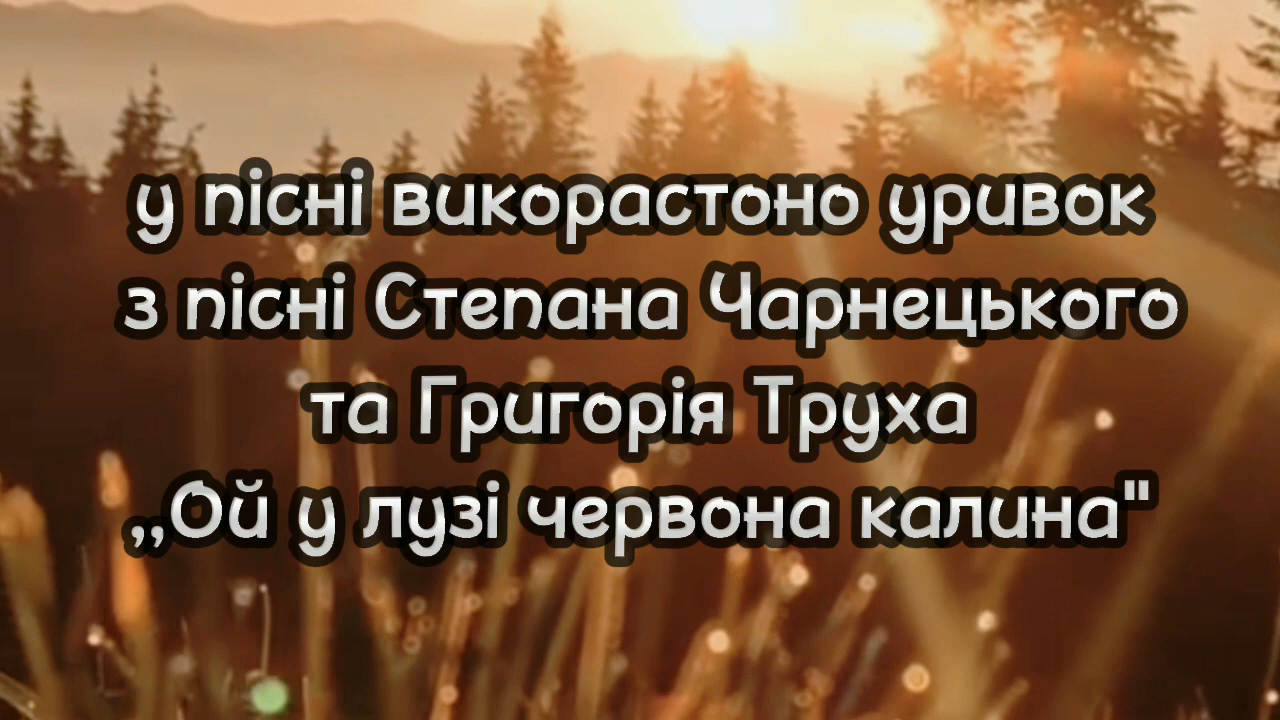 у пісні викорастоно уривок
з пісні Степана Чарнецького
та Григорія Труха
,,Ой у лузі червона калина"